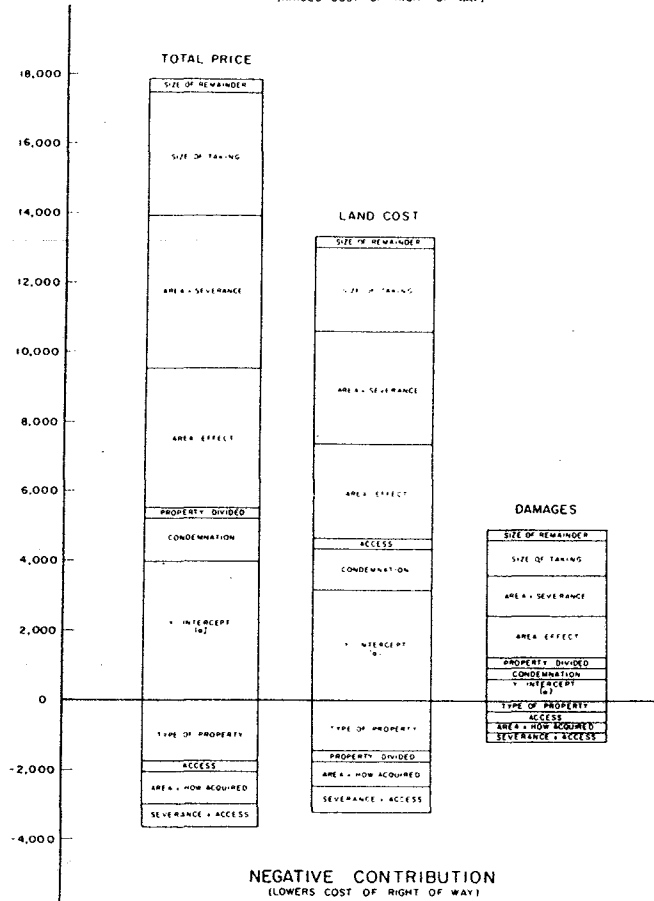 TOTAL PRICE
18,000
SIZE OF REMAINDER
16,000
SIZE OF TAKING
14,000
LAND COST
SIZE OF REMAINDER
12,000
SIZE OF TAKING
AREA + SEVERANCE
10,000
AREA + SEVERANCE
8,000
AREA EFFECT
6,000
AREA EFFECT
DAMAGES
PROPERTY DIVIDED
SIZE OF REMAINDER
CONDEMNATION
ACCESS
SIZE OF TAKING
4,000
CONDEMNATION
AREA + SEVERANCE
2,000
Y INTERCEPT
(a)
Y INTERCEPT
AREA EFFECT
PROPERTY DIVIDED
CONDEMNATION
Y INTERCEPT
(a)
0
TYPE OF PROPERTY
TYPE OF PROPERTY
TYPE OF PROPERTY
ACCESS
AREA + HOW ACQUIRED
SEVERANCE + ACCESS
-2,000
ACCESS
PROPERTY DIVIDED
AREA + HOW ACQUIRED
AREA + HOW ACQUIRED
SEVERANCE + ACCESS
SEVERANCE + ACCESS
-4,000
NEGATIVE CONTRIBUTION
(LOWERS COST OF RIGHT OF WAY)